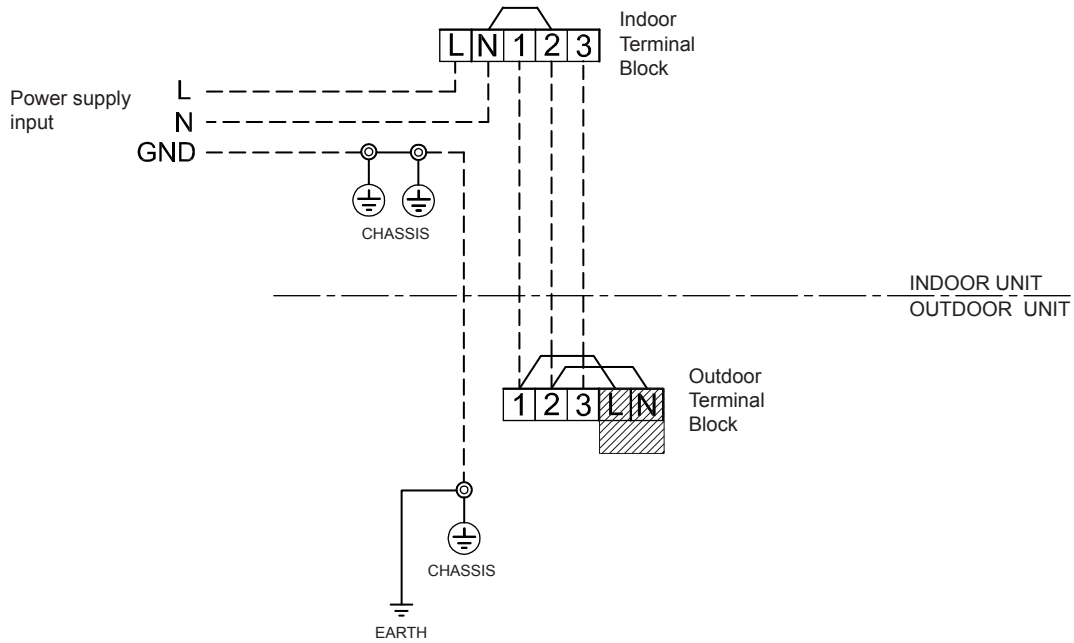 Indoor
Terminal
Block
L N 1 2 3
Power supply
input
L
N
GND
CHASSIS
INDOOR UNIT
OUTDOOR UNIT
Outdoor
Terminal
Block
1 2 3 L N
CHASSIS
EARTH